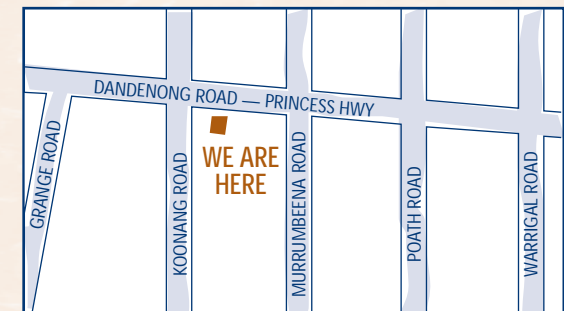 DANDENONG ROAD — PRINCESS HWY
GRANGE ROAD
KOONANG ROAD
WE ARE
HERE
MURRUMBEENA ROAD
POATH ROAD
WARRIGAL ROAD